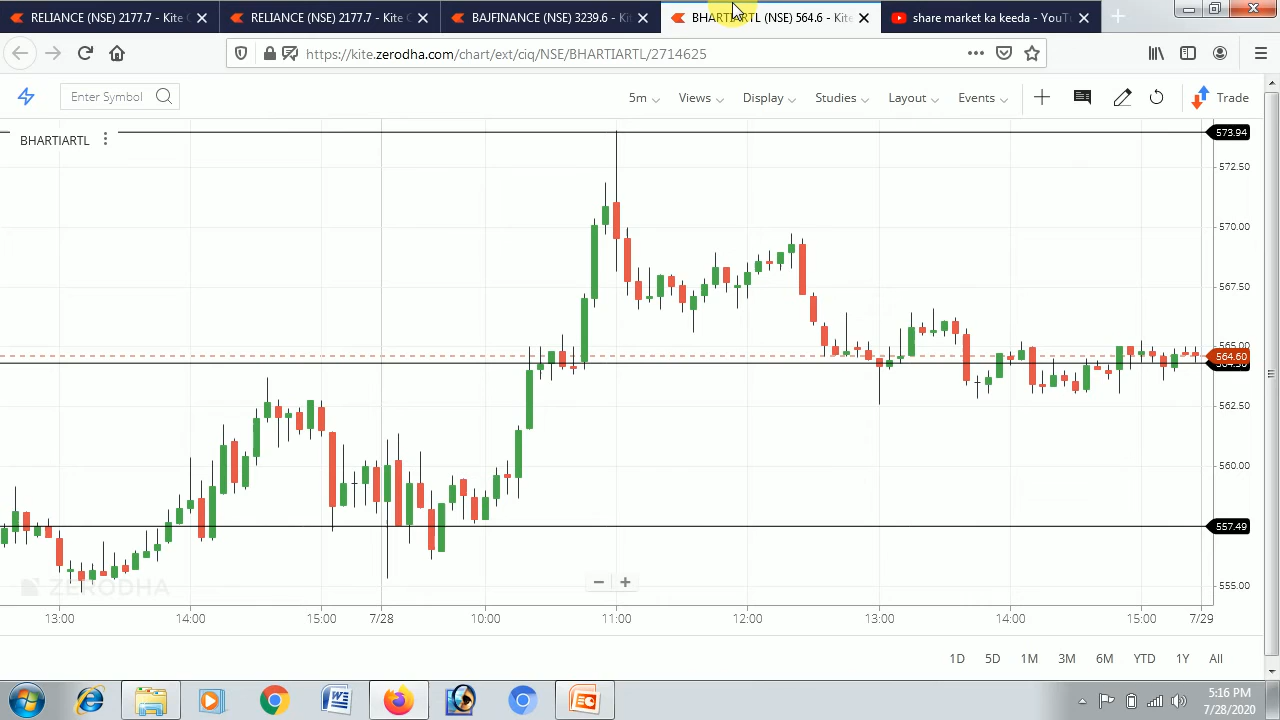 RELIANCE (NSE) 2177.7 - Kite
RELIANCE (NSE) 2177.7 - Kite C
BAJFINANCE (NSE) 3239.6 - Kit
BHARTIARTL (NSE) 564.6 - Kite
share market ka keeda - YouTu
https://kite.zerodha.com/chart/ext/ciq/NSE/BHARTIARTL/2714625
Enter Symbol
5m Views Display Studies Layout Events Trade
BHARTIARTL
573.94
572.50
570.00
567.50
565.00
564.60
562.50
560.00
557.49
555.00
ZERODHA
13:00 14:00 15:00 7/28 10:00 11:00 12:00 13:00 14:00 15:00 7/29
1D 5D 1M 3M 6M YTD 1Y All
5:16 PM
7/28/2020